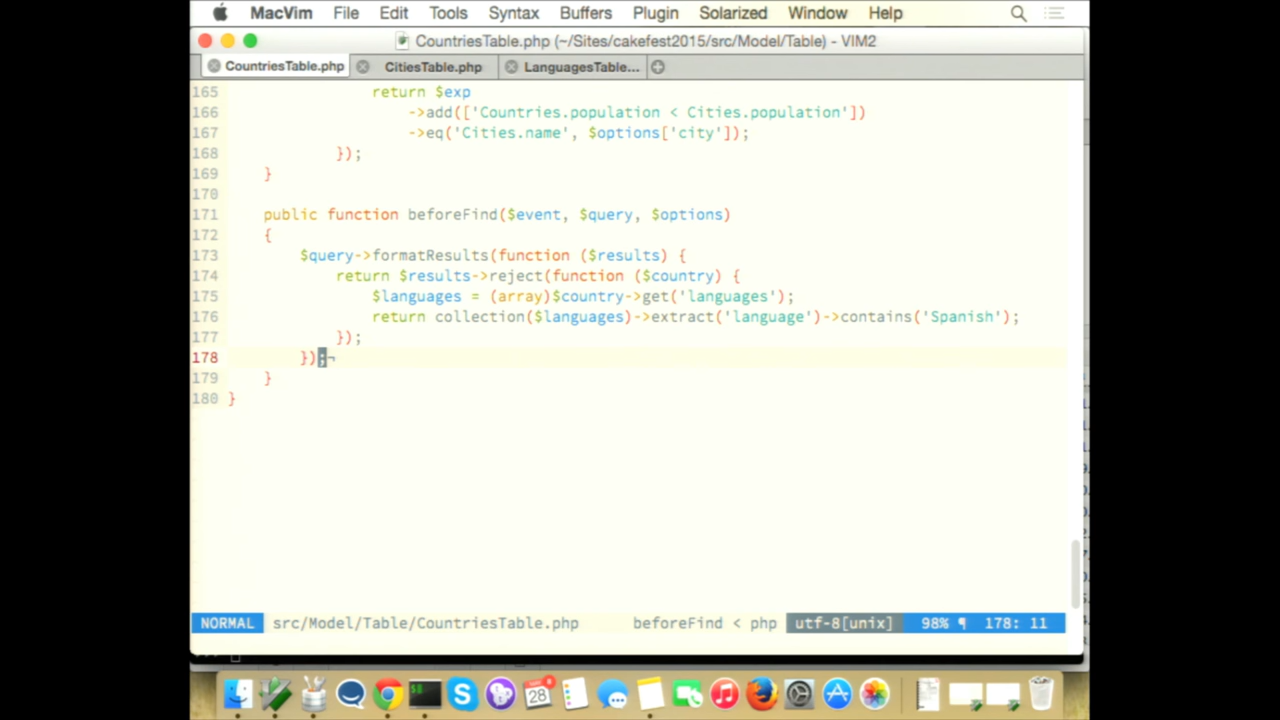 MacVim File Edit Tools Syntax Buffers Plugin Solarized Window Help
CountriesTable.php (~/Sites/cakefest2015/src/Model/Table) - VIM2
CountriesTable.php CitiesTable.php LanguagesTable...
165 return $exp
166 ->add(['Countries.population < Cities.population'])
167 ->eq('Cities.name', $options['city']);
168 });
169 }
170
171 public function beforeFind($event, $query, $options)
172 {
173 $query->formatResults(function ($results) {
174 return $results->reject(function ($country) {
175 $languages = (array)$country->get('languages');
176 return collection($languages)->extract('language')->contains('Spanish');
177 });
178 });¬
179 }
180 }
NORMAL src/Model/Table/CountriesTable.php beforeFind < php utf-8[unix] 98% ¶ 178: 11
28